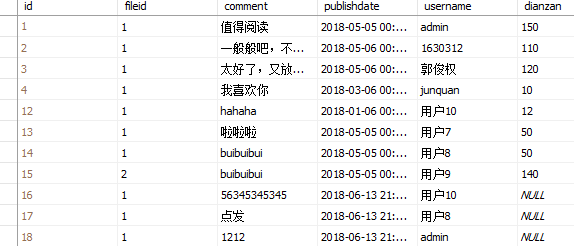 id fileid comment publishdate username dianzan
1 1 值得阅读 2018-05-05 00:... admin 150
2 1 一般般吧，不... 2018-05-06 00:... 1630312 110
3 1 太好了，又放... 2018-05-06 00:... 郭俊权 120
4 1 我喜欢你 2018-03-06 00:... junquan 10
12 1 hahaha 2018-01-06 00:... 用户10 12
13 1 啦啦啦 2018-05-05 00:... 用户7 50
14 1 buibuibui 2018-05-05 00:... 用户8 50
15 2 buibuibui 2018-05-05 00:... 用户9 140
16 1 56345345345 2018-06-13 21:... 用户10 NULL
17 1 点发 2018-06-13 21:... 用户8 NULL
18 1 1212 2018-06-13 21:... admin NULL